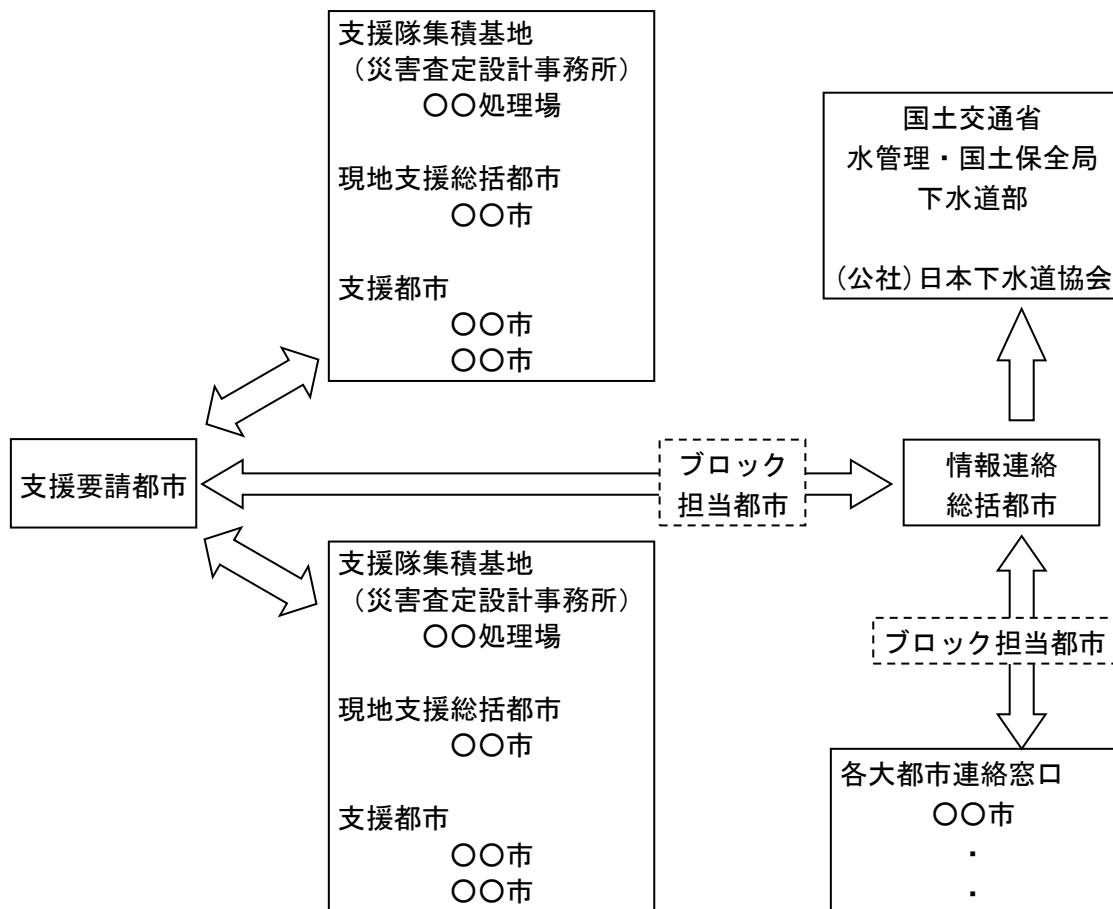 支援隊集積基地
（災害査定設計事務所）
〇〇処理場
現地支援総括都市
〇〇市
支援都市
〇〇市
〇〇市
国土交通省
水管理・国土保全局
下水道部
(公社)日本下水道協会
支援要請都市
ブロック
担当都市
情報連絡
総括都市
支援隊集積基地
（災害査定設計事務所）
〇〇処理場
現地支援総括都市
〇〇市
支援都市
〇〇市
〇〇市
ブロック担当都市
各大都市連絡窓口
〇〇市
・
・